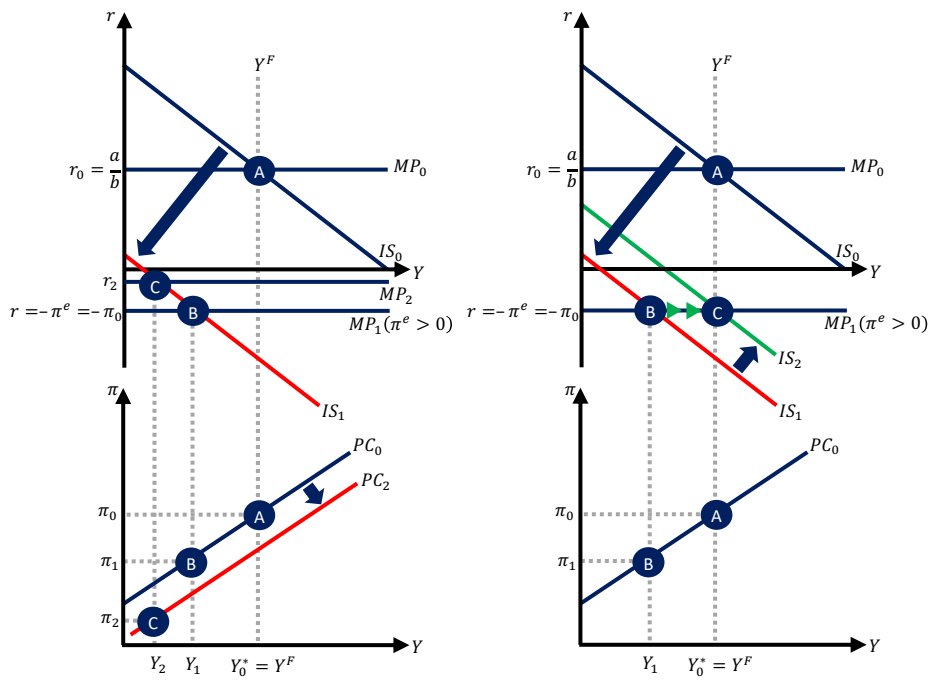 r
Y^F
r_0 = a/b
A
MP_0
IS_0
Y
r_2
C
MP_2
r = −π^e = −π_0
B
MP_1(π^e > 0)
IS_1
π
PC_0
PC_2
π_0
A
π_1
B
π_2
C
Y
Y_2
Y_1
Y_0^* = Y^F
r
Y^F
r_0 = a/b
A
MP_0
IS_0
Y
r = −π^e = −π_0
B
C
MP_1(π^e > 0)
IS_2
IS_1
π
PC_0
π_0
A
π_1
B
Y
Y_1
Y_0^* = Y^F